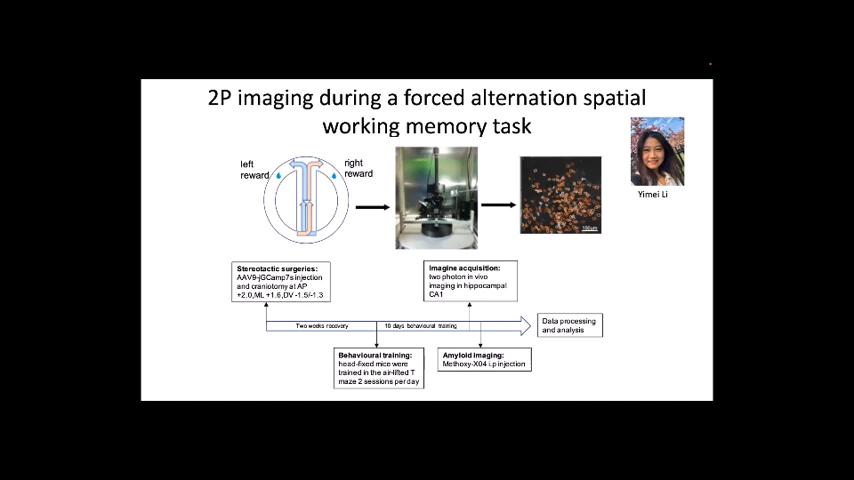 2P imaging during a forced alternation spatial
working memory task
left
reward
right
reward
100μm
Yimei Li
Stereotactic surgeries:
AAV9-jGCamp7s injection
and craniotomy at AP
+2.0,ML +1.6,DV -1.5/-1.3
Imagine acquisition:
two photon in vivo
imaging in hippocampal
CA1
Two weeks recovery
10 days behavioural training
Data processing
and analysis
Behavioural training:
head-fixed mice were
trained in the air-lifted T
maze 2 sessions per day
Amyloid imaging:
Methoxy-X04 i.p injection